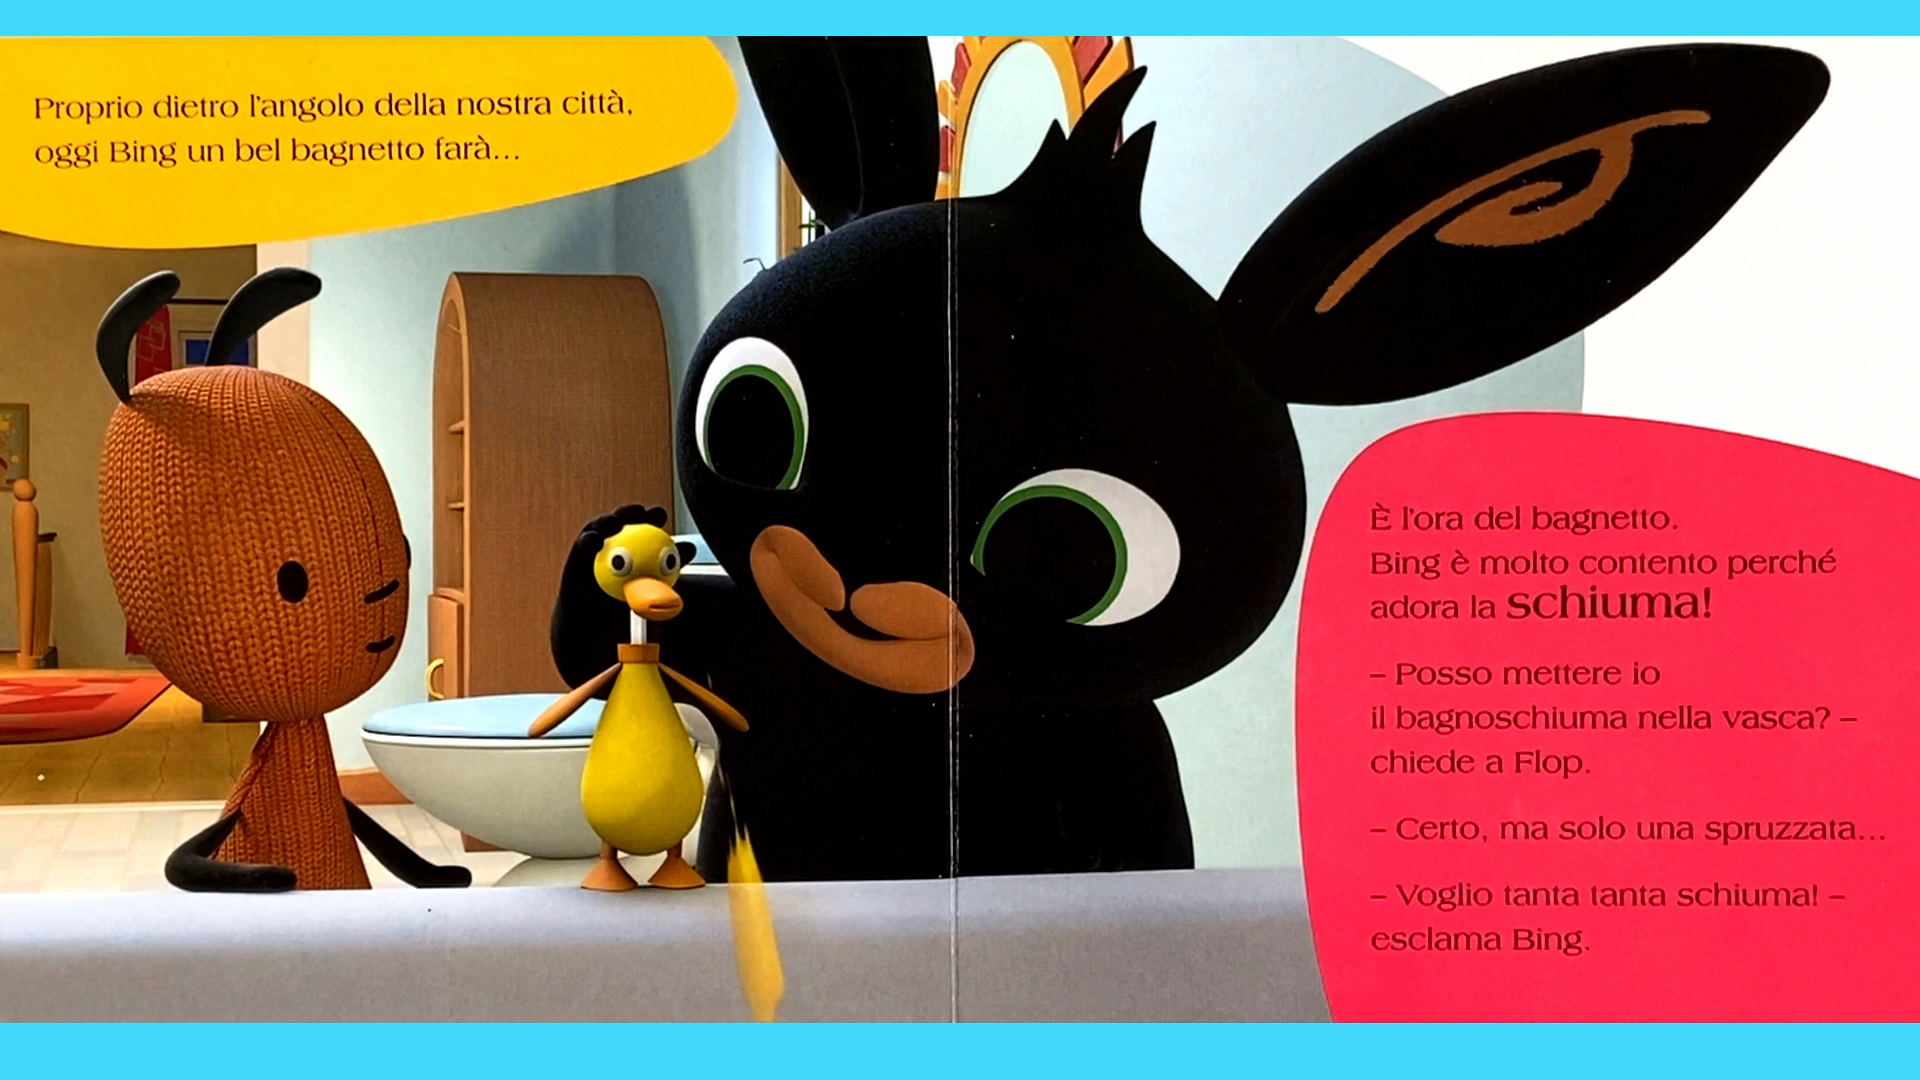 Proprio dietro l'angolo della nostra città,
oggi Bing un bel bagnetto farà...
È l'ora del bagnetto.
Bing è molto contento perché
adora la schiuma!
– Posso mettere io
il bagnoschiuma nella vasca? –
chiede a Flop.
– Certo, ma solo una spruzzata...
– Voglio tanta tanta schiuma! –
esclama Bing.